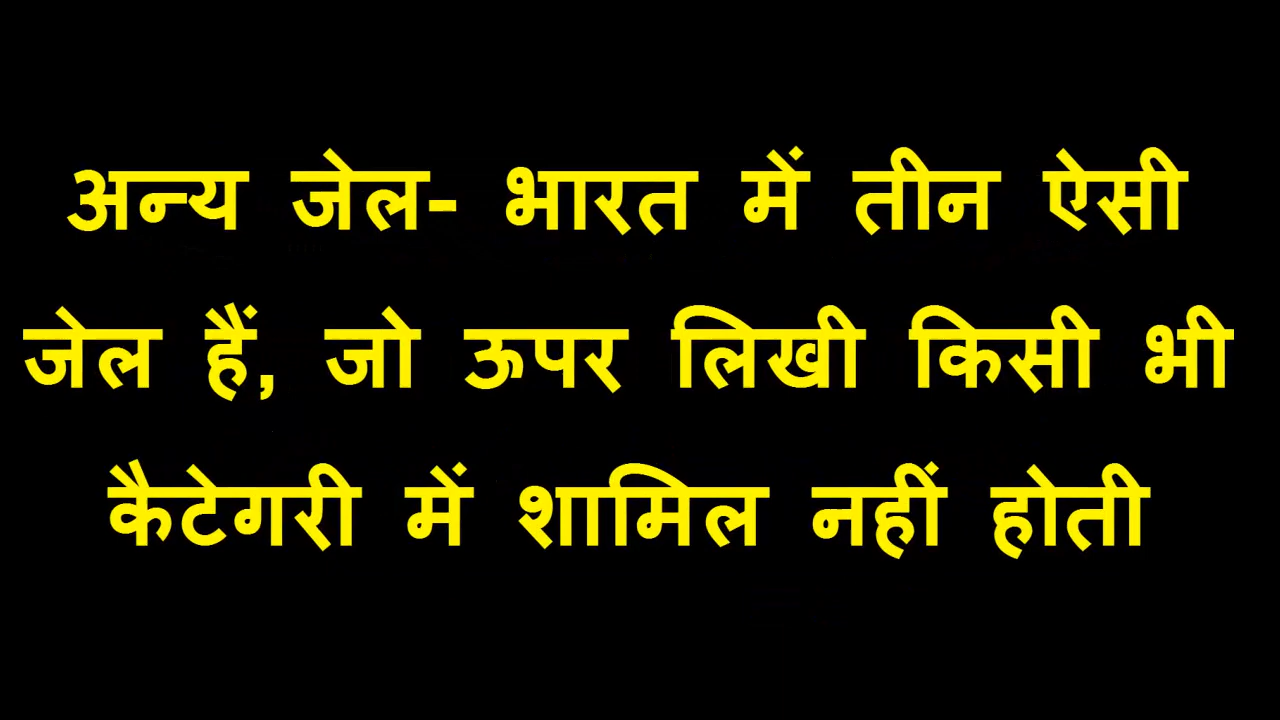 अन्य जेल- भारत में तीन ऐसी
जेल हैं, जो ऊपर लिखी किसी भी
कैटेगरी में शामिल नहीं होती